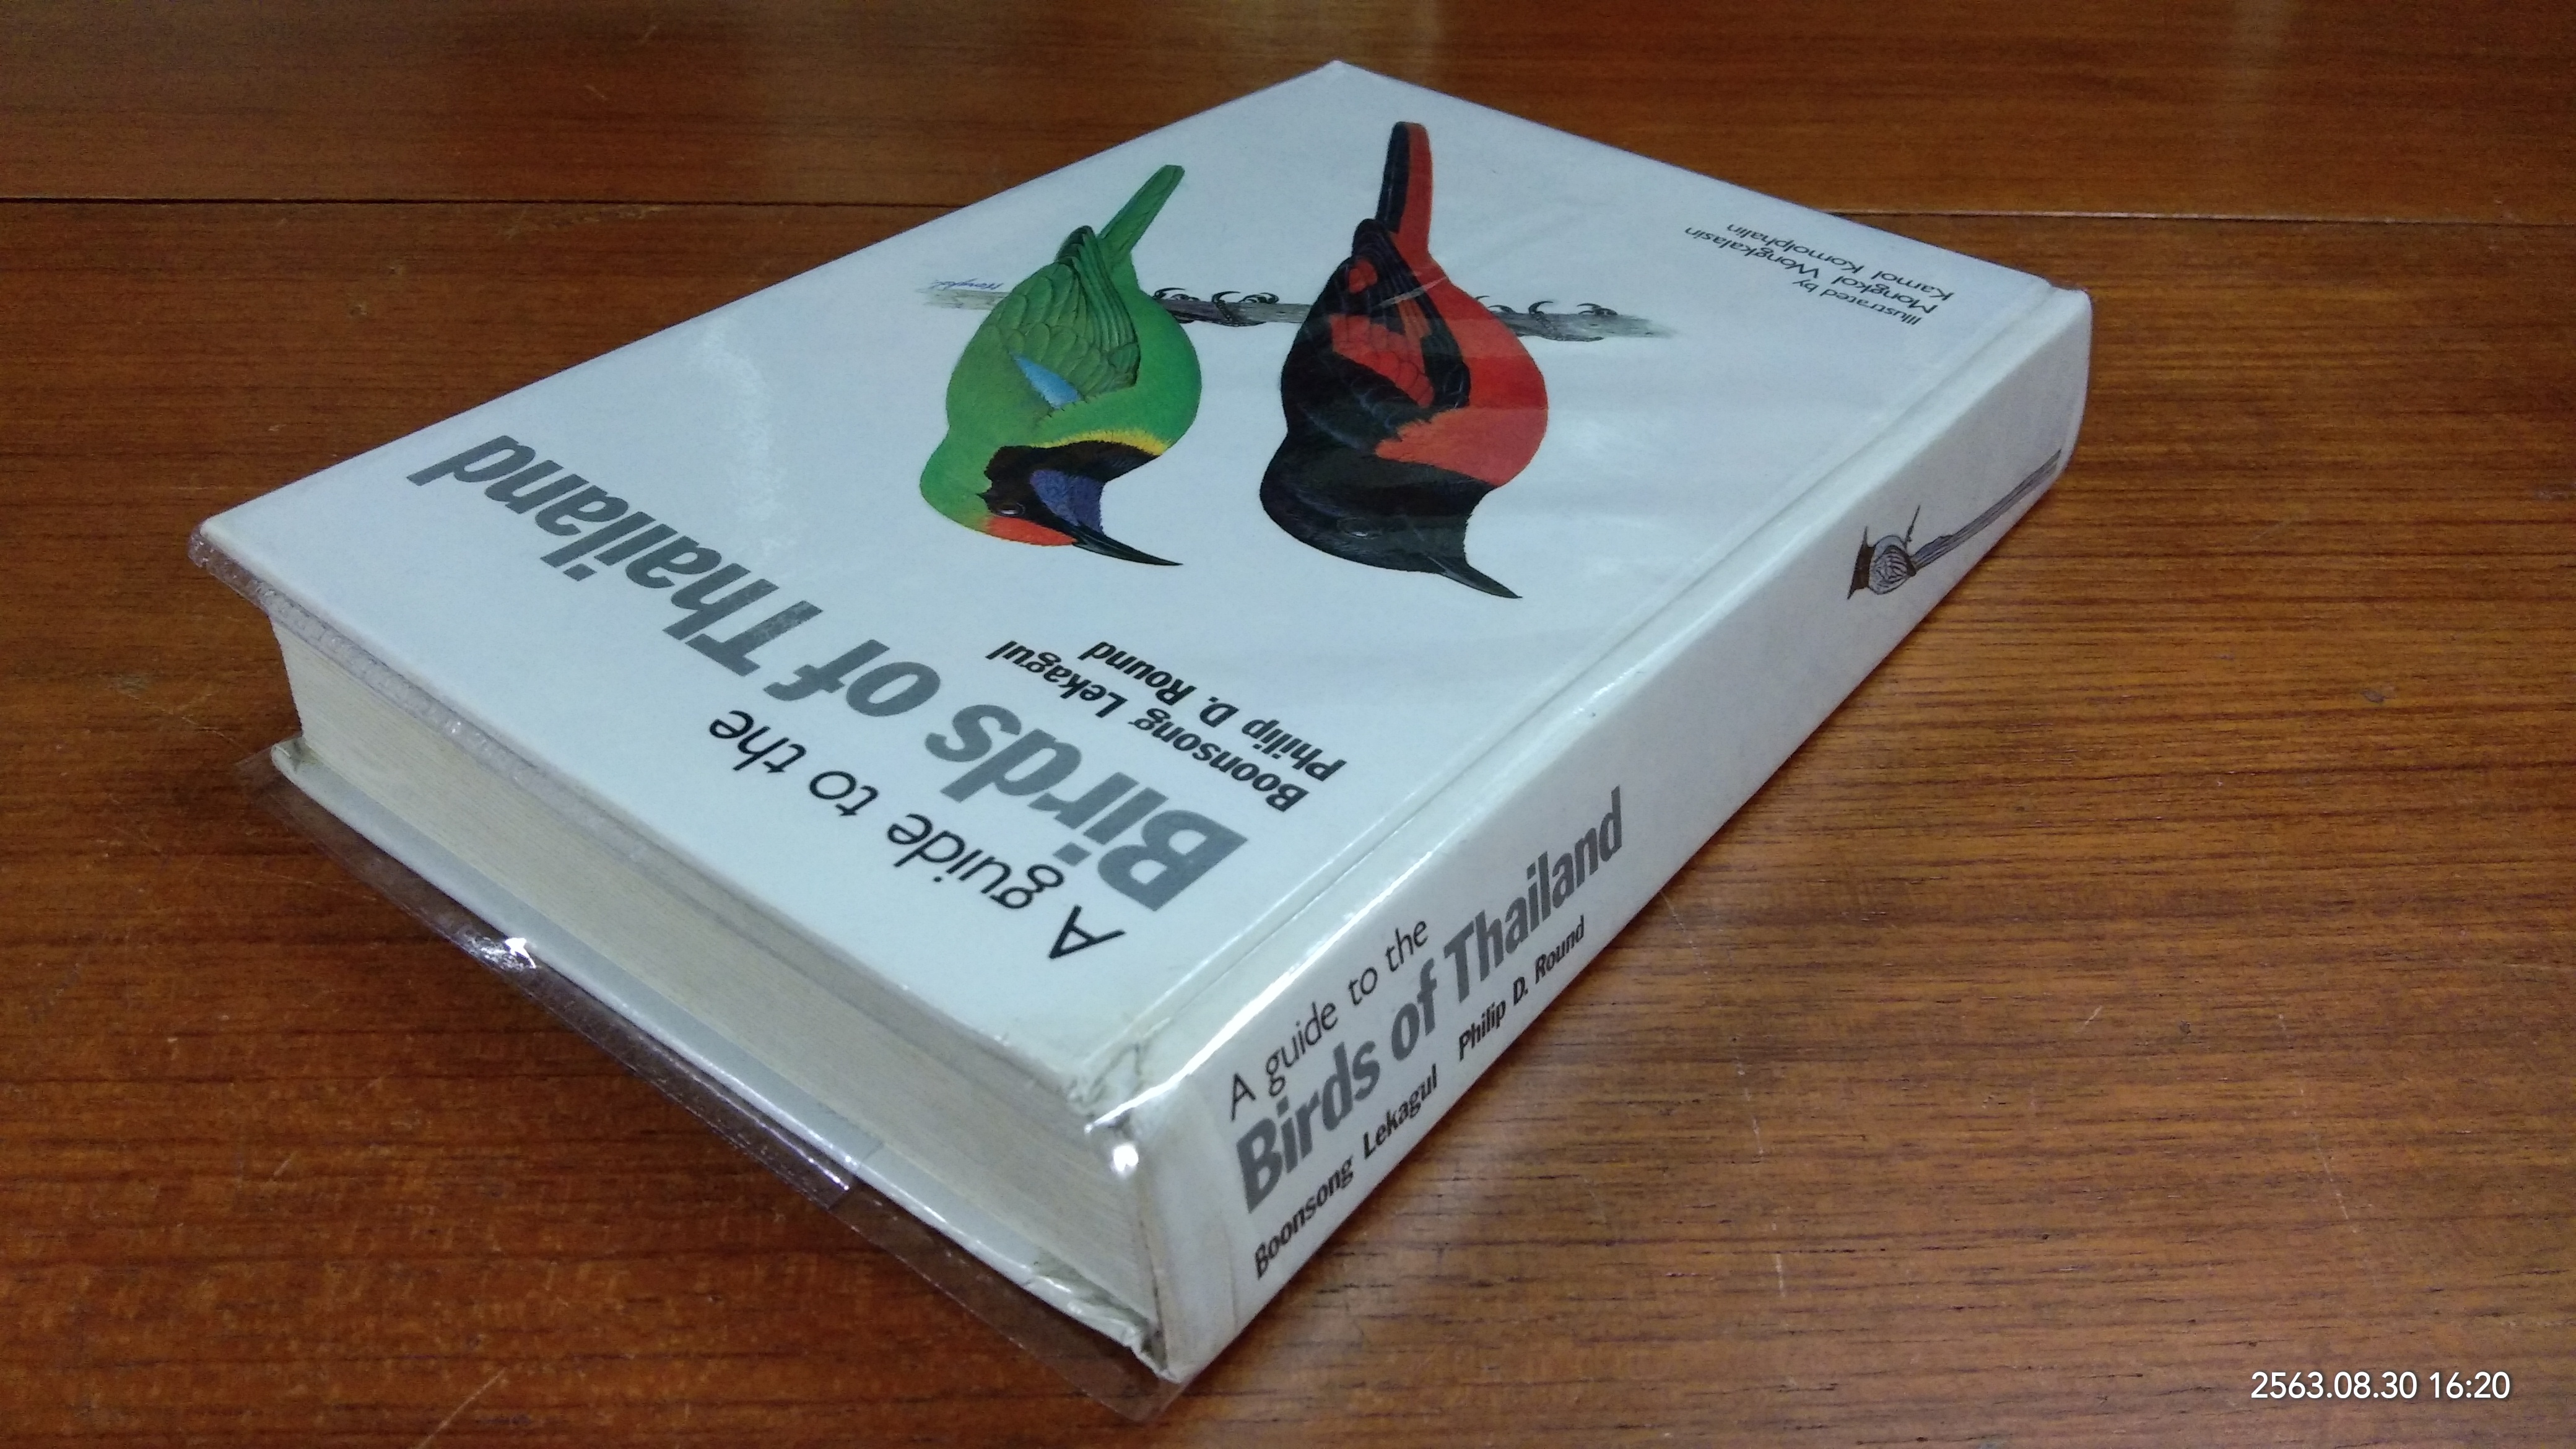 A guide to the
Birds of Thailand
Boonsong Lekagul
Philip D. Round
Illustrated by
Mongkol Wongkalasin
Kamol Komolphalin
A guide to the
Birds of Thailand
Boonsong Lekagul Philip D. Round
2563.08.30 16:20